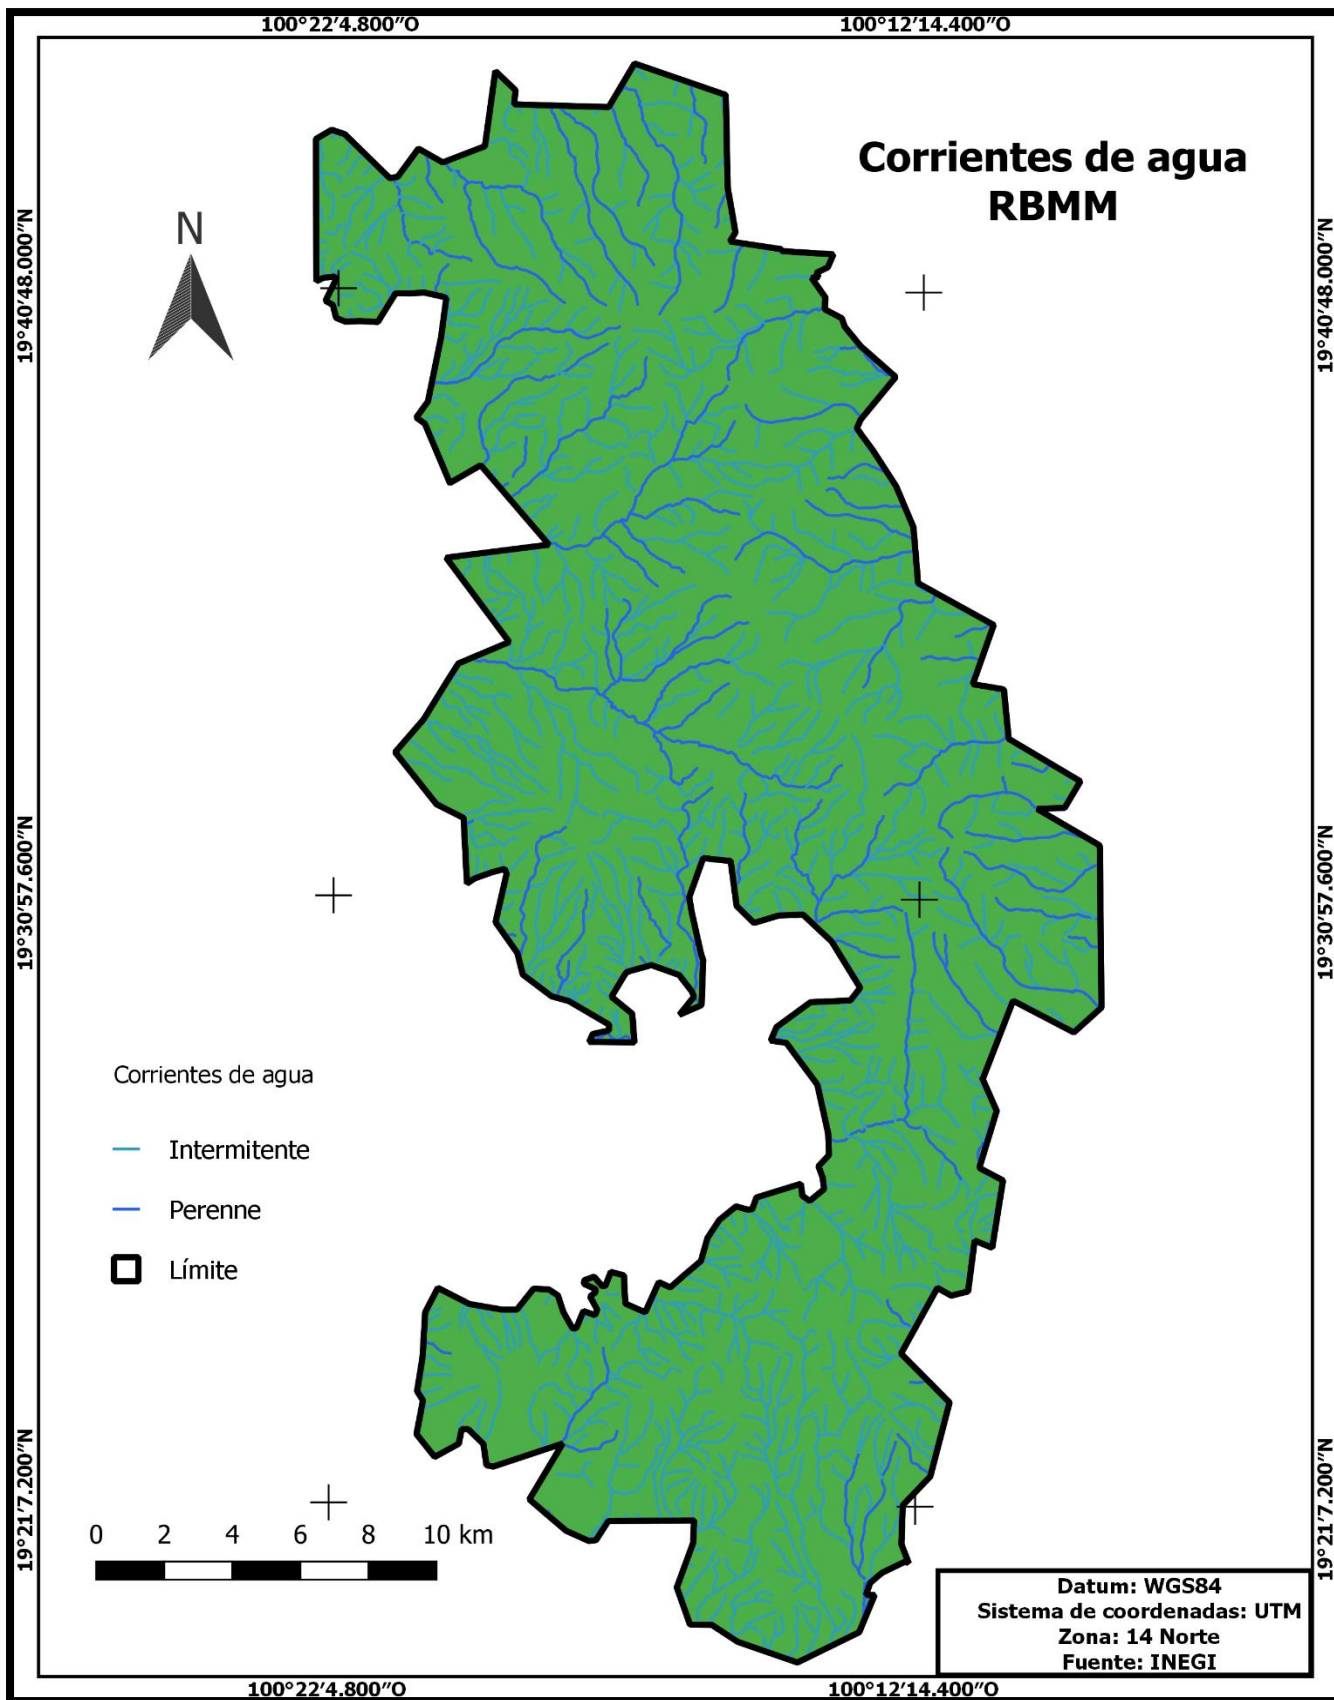 100°22′4.800″O
100°12′14.400″O
Corrientes de agua
RBMM
N
19°40′48.000″N
19°40′48.000″N
19°30′57.600″N
19°30′57.600″N
Corrientes de agua
Intermitente
Perenne
Límite
19°21′7.200″N
19°21′7.200″N
0 2 4 6 8 10 km
Datum: WGS84
Sistema de coordenadas: UTM
Zona: 14 Norte
Fuente: INEGI
100°22′4.800″O
100°12′14.400″O